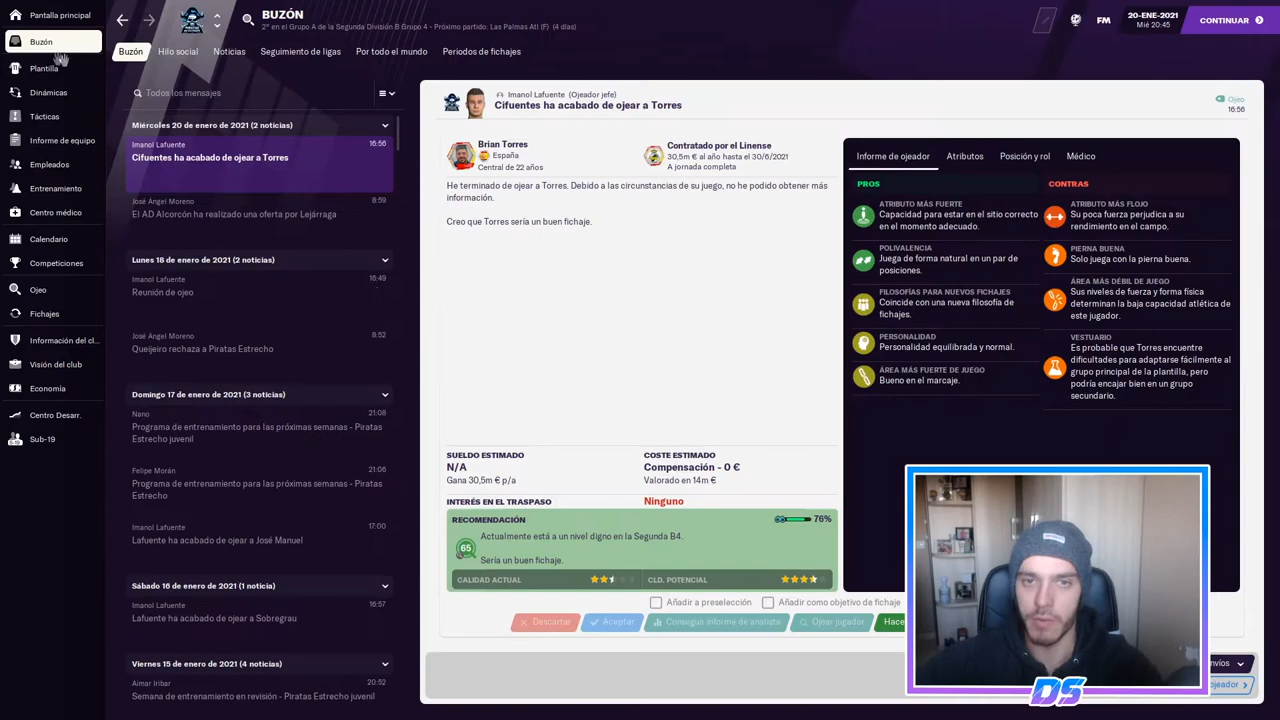 Pantalla principal
Buzón
Plantilla
Dinámicas
Tácticas
Informe de equipo
Empleados
Entrenamiento
Centro médico
Calendario
Competiciones
Ojeo
Fichajes
Información del cl...
Visión del club
Economía
Centro Desarr.
Sub-19
BUZÓN
2º en el Grupo A de la Segunda División B Grupo 4 - Próximo partido: Las Palmas Atl (F) (4 días)
FM
20-ENE-2021
Mié 20:45
CONTINUAR
Buzón
Hilo social
Noticias
Seguimiento de ligas
Por todo el mundo
Periodos de fichajes
Todos los mensajes
Miércoles 20 de enero de 2021 (2 noticias)
Imanol Lafuente 16:56
Cifuentes ha acabado de ojear a Torres
José Ángel Moreno 8:59
El AD Alcorcón ha realizado una oferta por Lejárraga
Lunes 18 de enero de 2021 (2 noticias)
Imanol Lafuente 16:49
Reunión de ojeo
José Ángel Moreno 8:52
Queijeiro rechaza a Piratas Estrecho
Domingo 17 de enero de 2021 (3 noticias)
Nano 21:08
Programa de entrenamiento para las próximas semanas - Piratas
Estrecho juvenil
Felipe Morán 21:06
Programa de entrenamiento para las próximas semanas - Piratas
Estrecho
Imanol Lafuente 17:00
Lafuente ha acabado de ojear a José Manuel
Sábado 16 de enero de 2021 (1 noticia)
Imanol Lafuente 16:57
Lafuente ha acabado de ojear a Sobregrau
Viernes 15 de enero de 2021 (4 noticias)
Aimar Iribar 20:52
Semana de entrenamiento en revisión - Piratas Estrecho juvenil
Imanol Lafuente (Ojeador jefe)
Cifuentes ha acabado de ojear a Torres
Ojeo
16:56
Brian Torres
España
Central de 22 años
Contratado por el Linense
30,5m € al año hasta el 30/6/2021
A jornada completa
He terminado de ojear a Torres. Debido a las circunstancias de su juego, no he podido obtener más
información.
Creo que Torres sería un buen fichaje.
SUELDO ESTIMADO
N/A
Gana 30,5m € p/a
COSTE ESTIMADO
Compensación - 0 €
Valorado en 14m €
INTERÉS EN EL TRASPASO
Ninguno
RECOMENDACIÓN
76%
65
Actualmente está a un nivel digno en la Segunda B4.
Sería un buen fichaje.
CALIDAD ACTUAL
CLD. POTENCIAL
Añadir a preselección
Añadir como objetivo de fichaje
Descartar
Aceptar
Consegua informe de analista
Ojear jugador
Hace
Informe de ojeador
Atributos
Posición y rol
Médico
PROS
ATRIBUTO MÁS FUERTE
Capacidad para estar en el sitio correcto
en el momento adecuado.
POLIVALENCIA
Juega de forma natural en un par de
posiciones.
FILOSOFÍAS PARA NUEVOS FICHAJES
Coincide con una nueva filosofía de
fichajes.
PERSONALIDAD
Personalidad equilibrada y normal.
ÁREA MÁS FUERTE DE JUEGO
Bueno en el marcaje.
CONTRAS
ATRIBUTO MÁS FLOJO
Su poca fuerza perjudica a su
rendimiento en el campo.
PIERNA BUENA
Solo juega con la pierna buena.
ÁREA MÁS DÉBIL DE JUEGO
Sus niveles de fuerza y forma física
determinan la baja capacidad atlética de
este jugador.
VESTUARIO
Es probable que Torres encuentre
dificultades para adaptarse fácilmente al
grupo principal de la plantilla, pero
podría encajar bien en un grupo
secundario.
nvíos
ojeador
DS